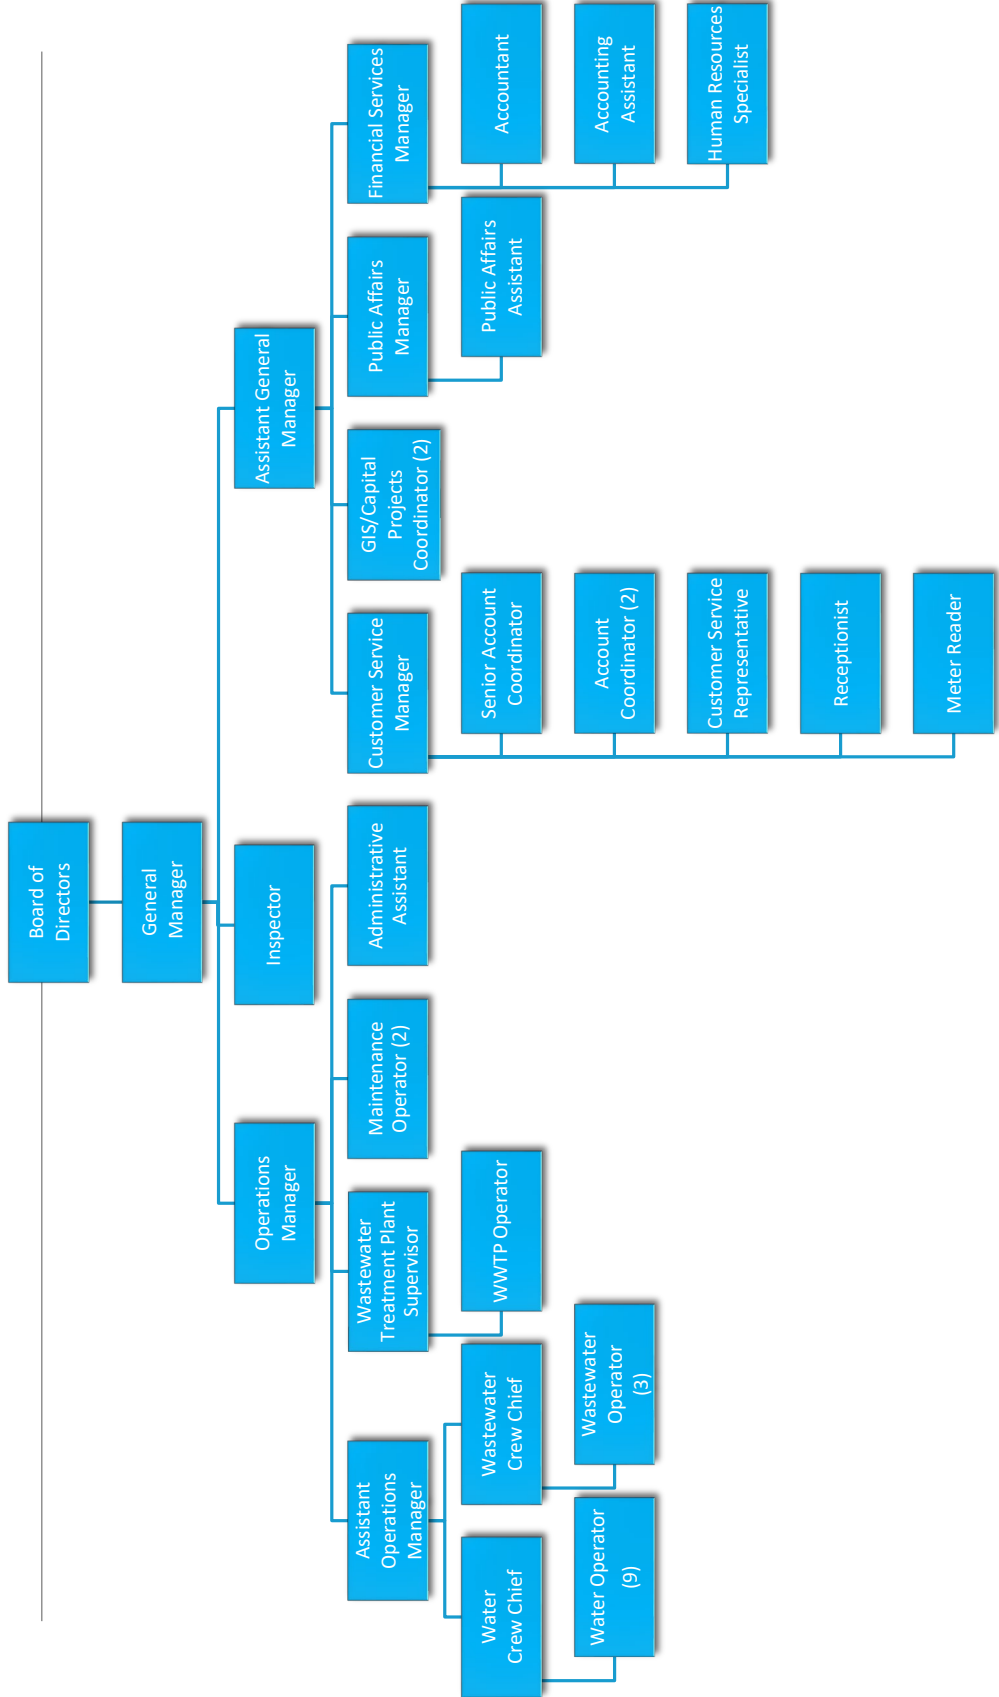 Board of
Directors
General
Manager
Operations
Manager
Inspector
Assistant General
Manager
Assistant
Operations
Manager
Wastewater
Treatment Plant
Supervisor
Maintenance
Operator (2)
Administrative
Assistant
Customer Service
Manager
GIS/Capital
Projects
Coordinator (2)
Public Affairs
Manager
Financial Services
Manager
Water
Crew Chief
Wastewater
Crew Chief
WWTP Operator
Senior Account
Coordinator
Public Affairs
Assistant
Accountant
Water Operator
(9)
Wastewater
Operator
(3)
Account
Coordinator (2)
Accounting
Assistant
Customer Service
Representative
Human Resources
Specialist
Receptionist
Meter Reader